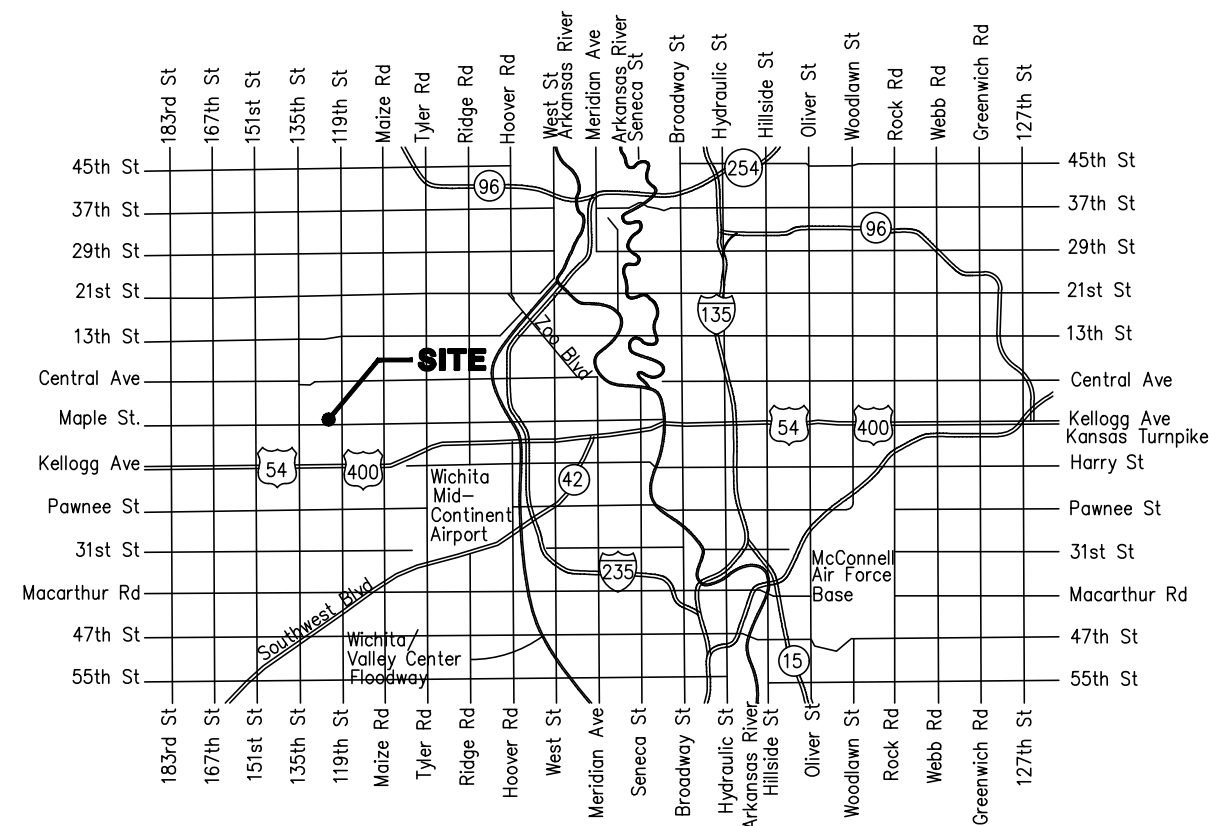 183rd St
167th St
151st St
135th St
119th St
Maize Rd
Tyler Rd
Ridge Rd
Hoover Rd
West St
Arkansas River
Meridian Ave
Arkansas River
Seneca St
Broadway St
Hydraulic St
Hillside St
Oliver St
Woodlawn St
Rock Rd
Webb Rd
Greenwich Rd
127th St
45th St
37th St
29th St
21st St
13th St
Central Ave
Maple St.
Kellogg Ave
Pawnee St
31st St
Macarthur Rd
47th St
55th St
96
254
96
135
Zoo Blvd
SITE
54
400
54
400
42
Wichita
Mid-
Continent
Airport
235
McConnell
Air Force
Base
Southwest Blvd
Wichita/
Valley Center
Floodway
15
45th St
37th St
29th St
21st St
13th St
Central Ave
Kellogg Ave
Kansas Turnpike
Harry St
Pawnee St
31st St
Macarthur Rd
47th St
55th St
183rd St
167th St
151st St
135th St
119th St
Maize Rd
Tyler Rd
Ridge Rd
Hoover Rd
West St
Meridian Ave
Seneca St
Broadway St
Hydraulic St
Arkansas River
Hillside St
Oliver St
Woodlawn St
Rock Rd
Webb Rd
Greenwich Rd
127th St